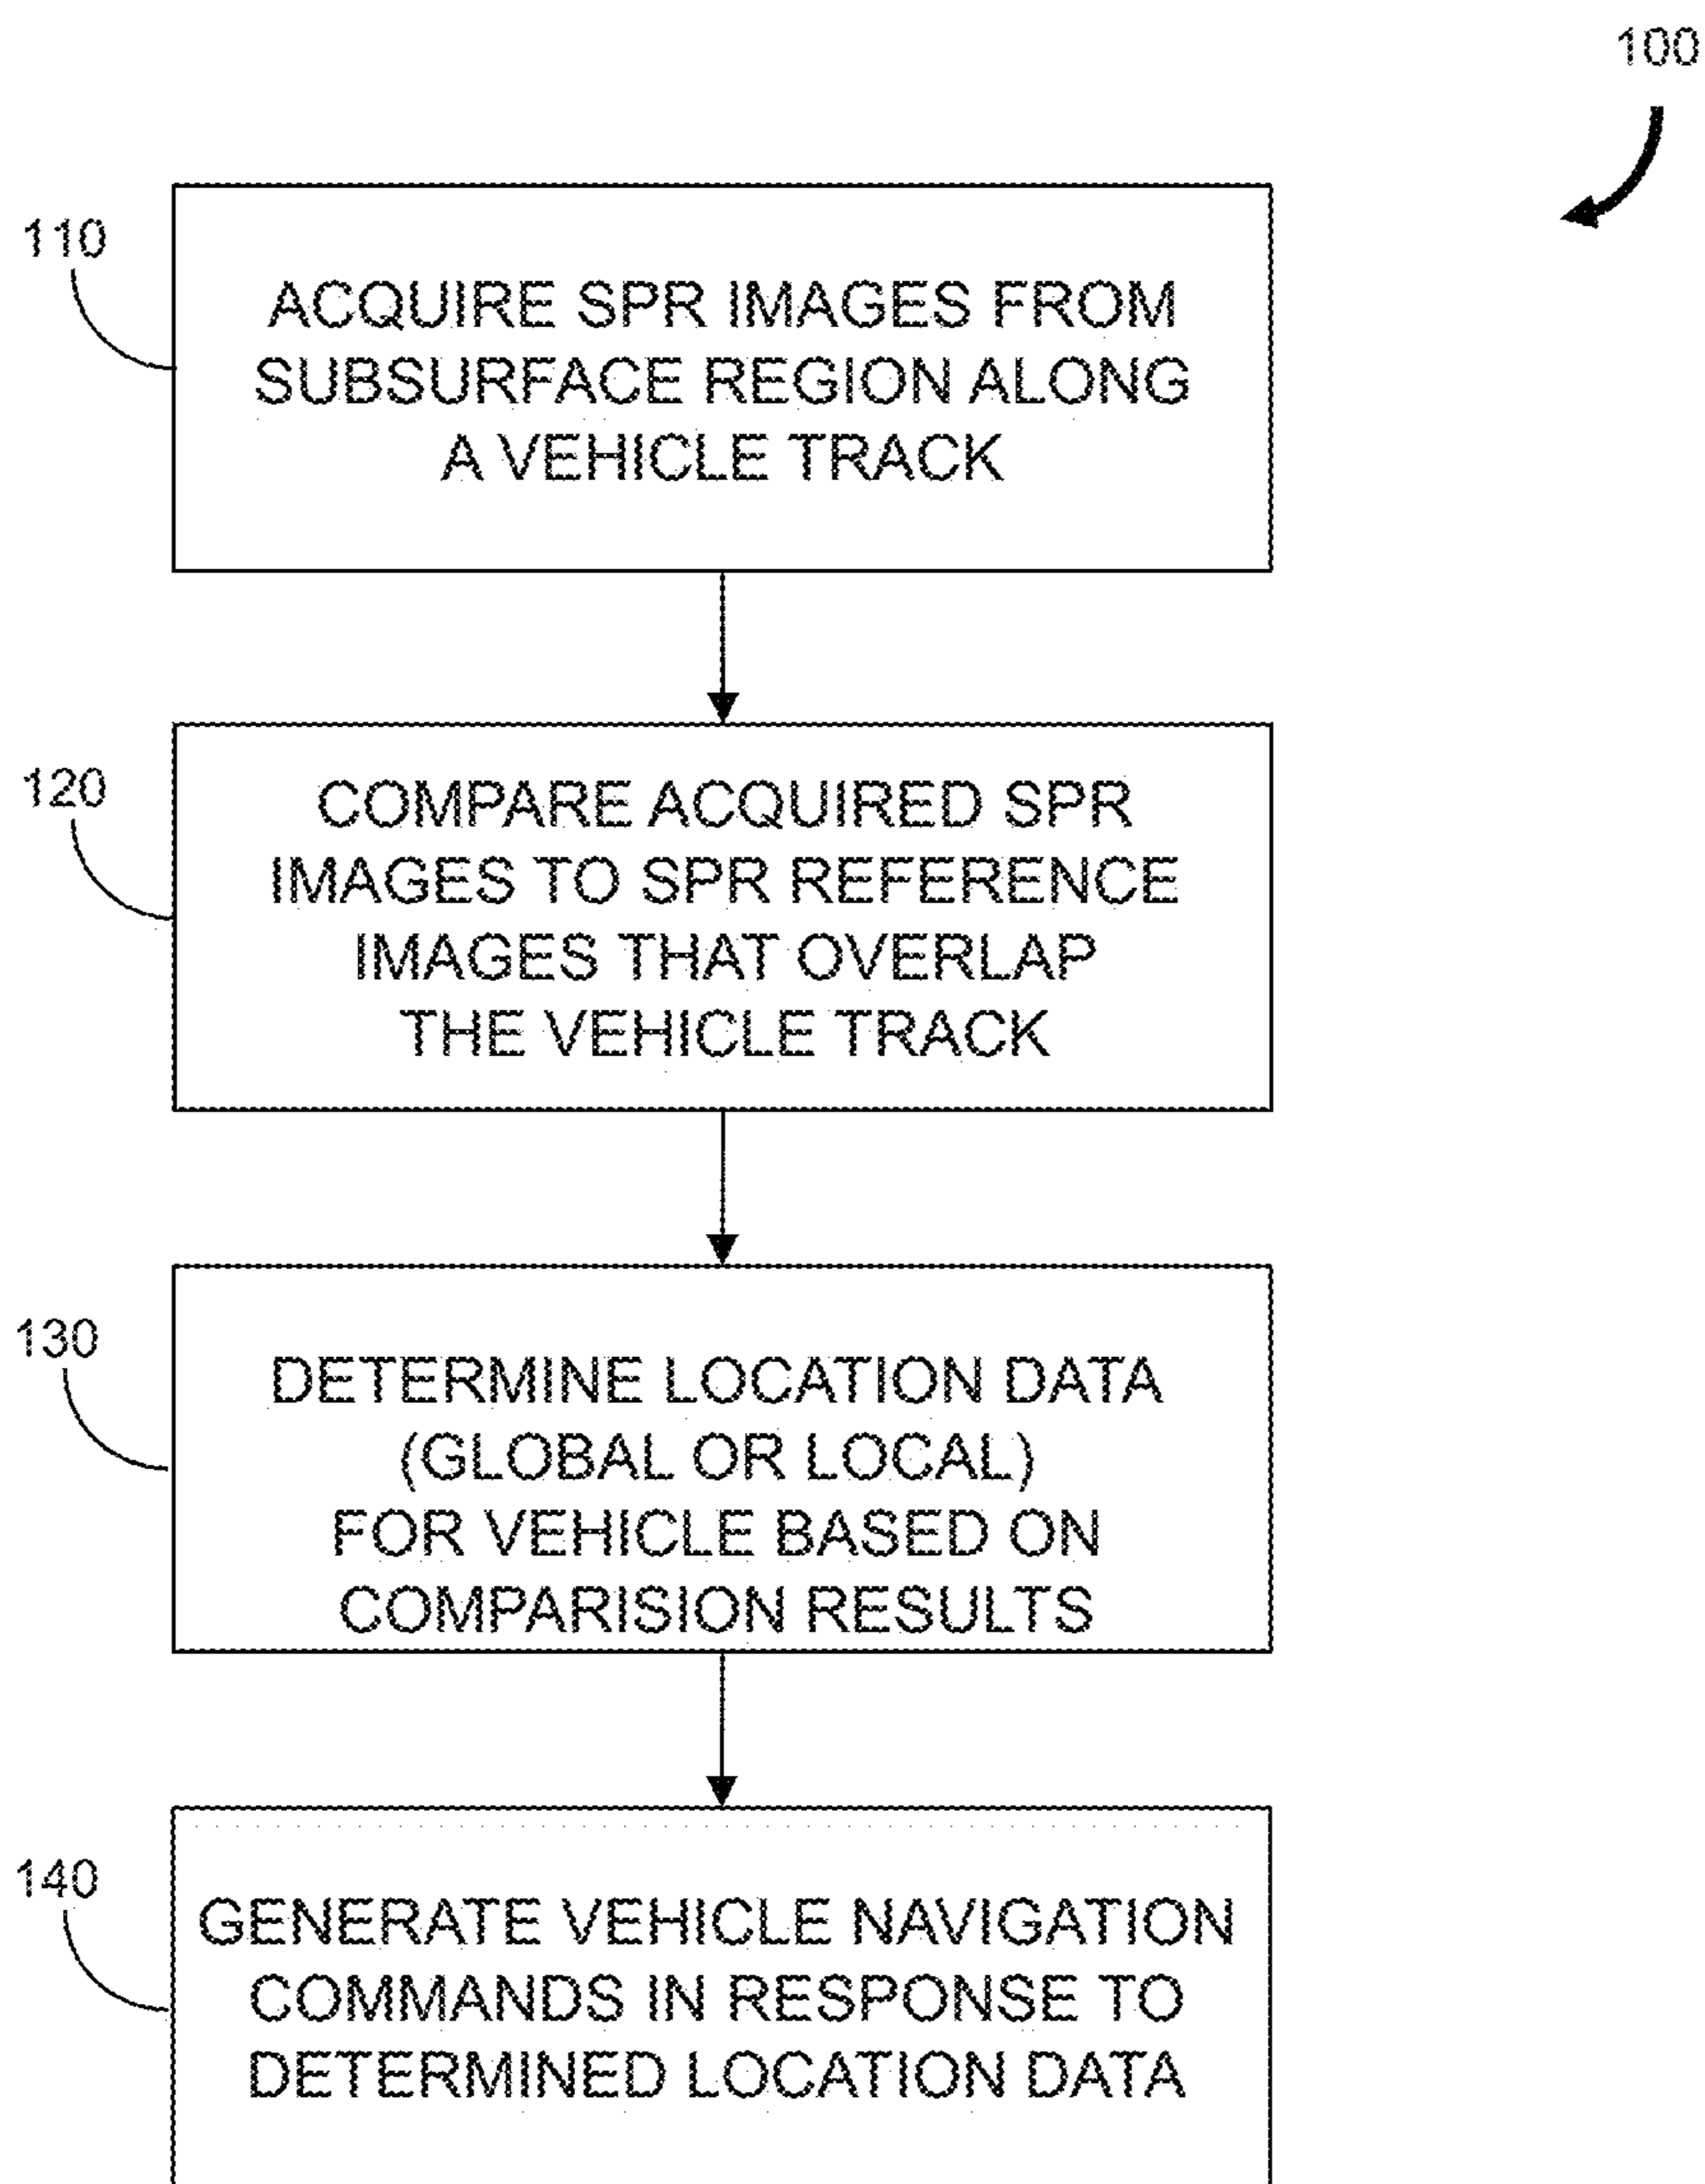 100
110
ACQUIRE SPR IMAGES FROM
SUBSURFACE REGION ALONG
A VEHICLE TRACK
120
COMPARE ACQUIRED SPR
IMAGES TO SPR REFERENCE
IMAGES THAT OVERLAP
THE VEHICLE TRACK
130
DETERMINE LOCATION DATA
(GLOBAL OR LOCAL)
FOR VEHICLE BASED ON
COMPARISION RESULTS
140
GENERATE VEHICLE NAVIGATION
COMMANDS IN RESPONSE TO
DETERMINED LOCATION DATA